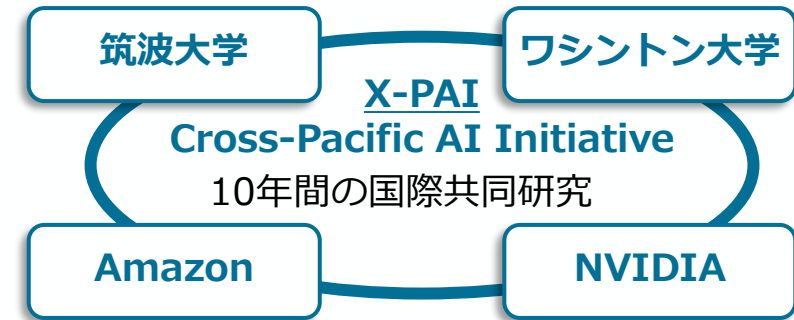 筑波大学
ワシントン大学
X-PAI
Cross-Pacific AI Initiative
10年間の国際共同研究
Amazon
NVIDIA